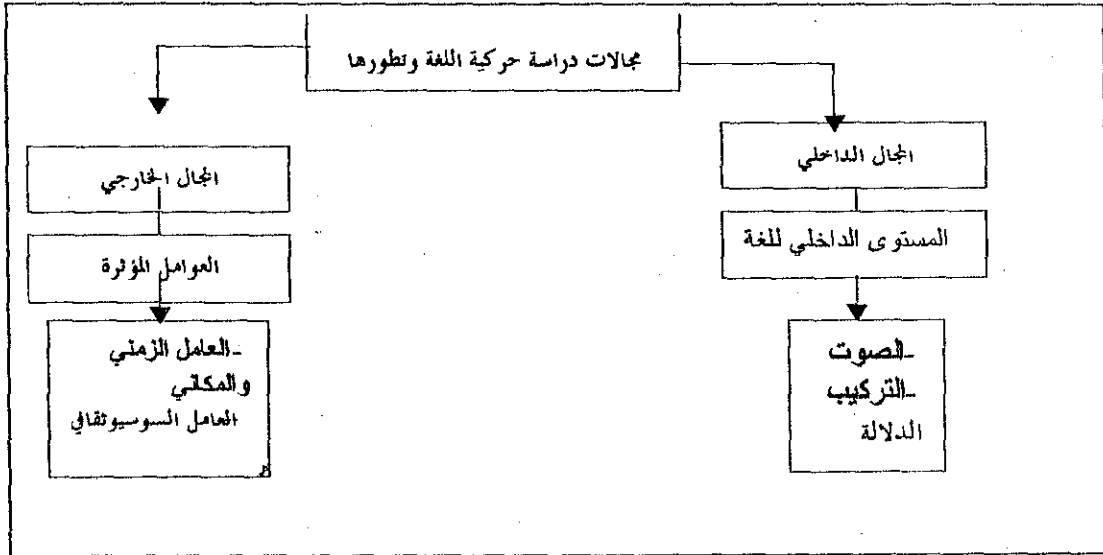 مجالات دراسة حركية اللغة وتطورها
المجال الداخلي
المستوى الداخلي للغة
-الصوت
-التركيب
الدلالة
المجال الخارجي
العوامل المؤثرة
-العامل الزمني
والمكاني
العامل السوسيوثقافي